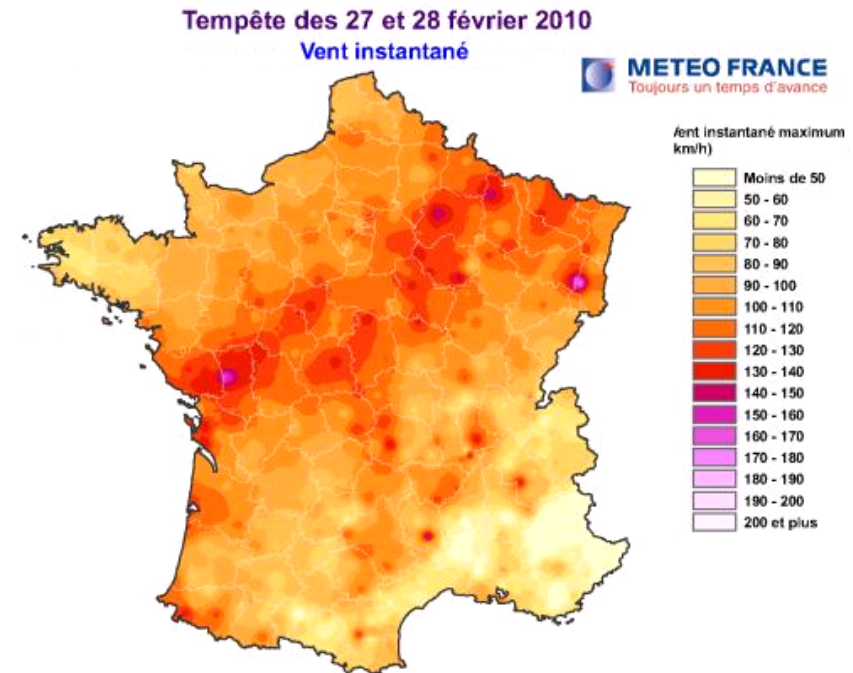 Tempête des 27 et 28 février 2010
Vent instantané
METEO FRANCE
Toujours un temps d'avance
instantané maximum
km/h)
Moins de 50
50 - 60
60 - 70
70 - 80
80 - 90
90 - 100
100 - 110
110 - 120
120 - 130
130 - 140
140 - 150
150 - 160
160 - 170
170 - 180
180 - 190
190 - 200
200 et plus